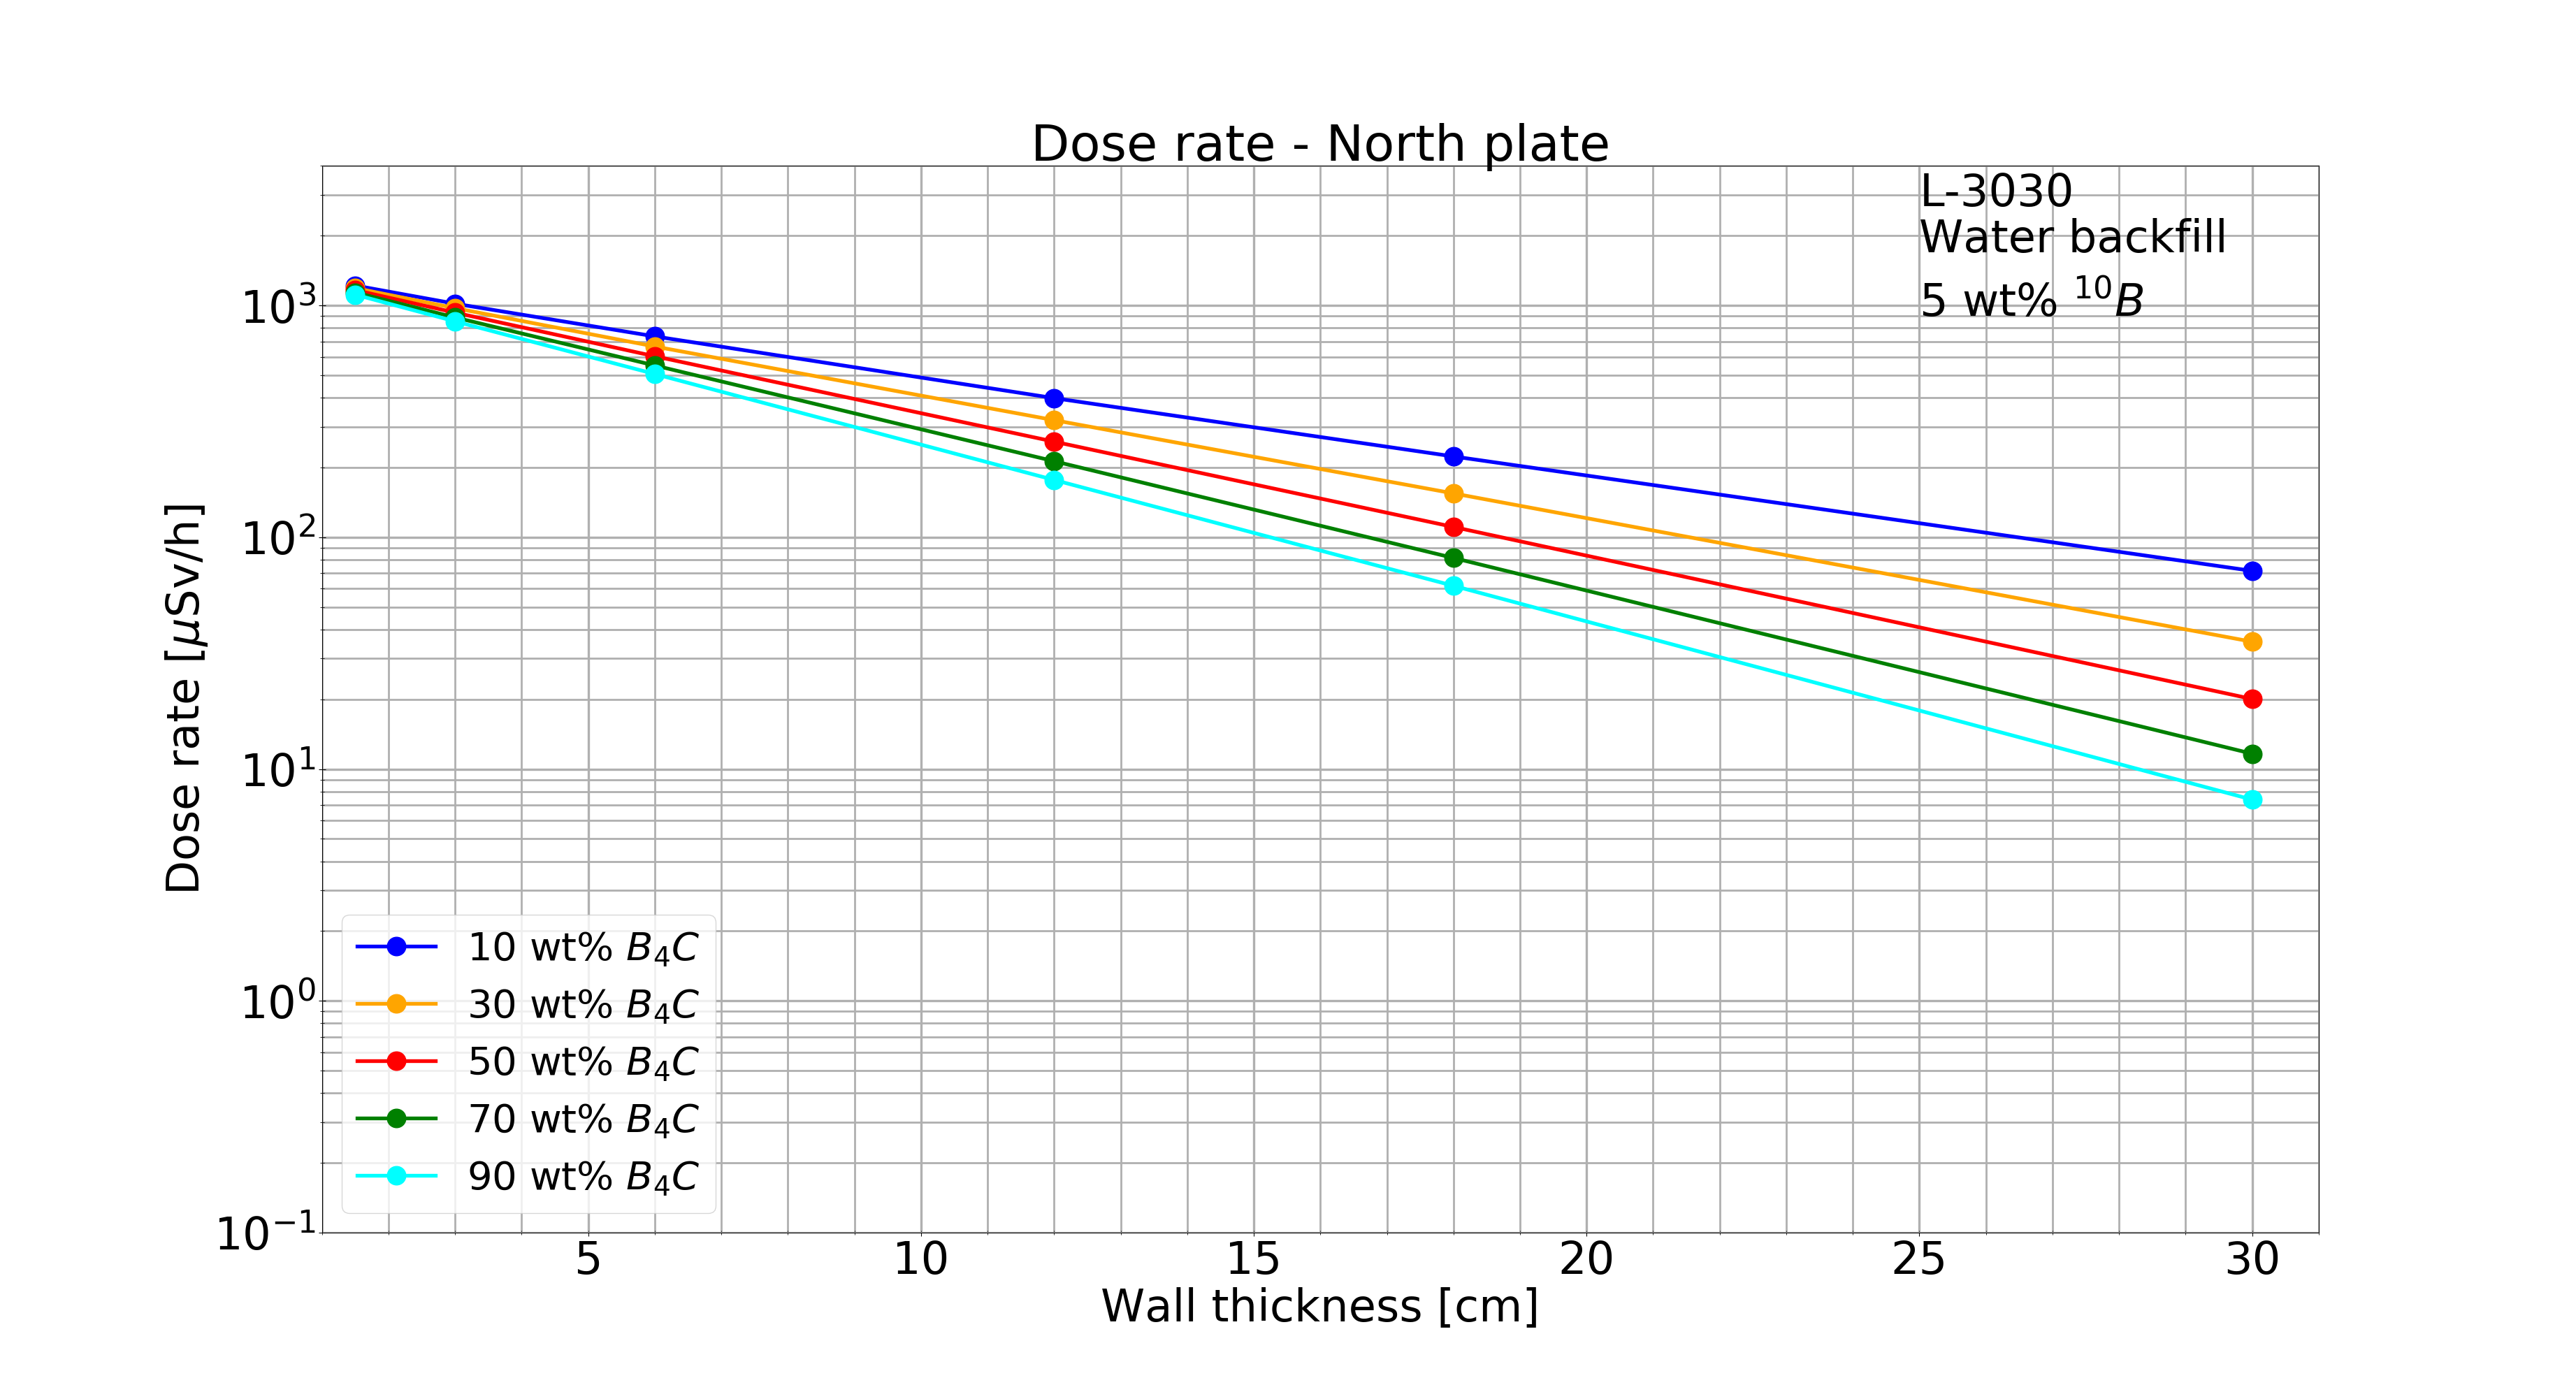 Dose rate - North plate
L-3030
Water backfill
5 wt% ¹⁰B
Dose rate [μSv/h]
10³
10²
10¹
10⁰
10⁻¹
10 wt% B₄C
30 wt% B₄C
50 wt% B₄C
70 wt% B₄C
90 wt% B₄C
5 10 15 20 25 30
Wall thickness [cm]